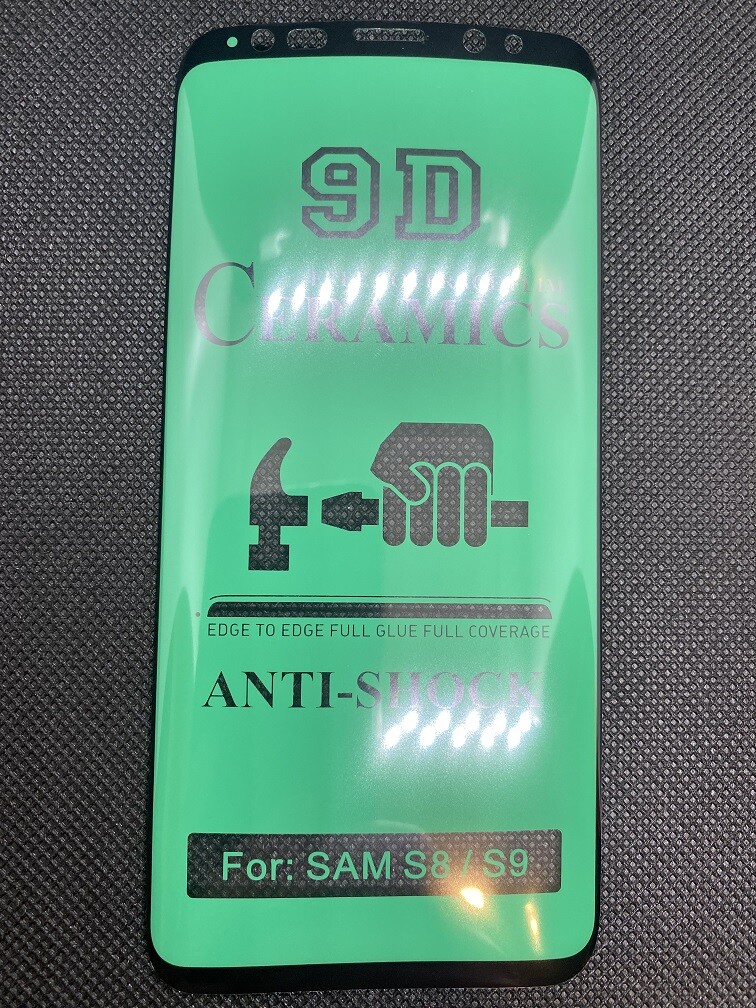 9D
CERAMICS
EDGE TO EDGE FULL GLUE FULL COVERAGE
ANTI-SHOCK
For: SAM S8 / S9